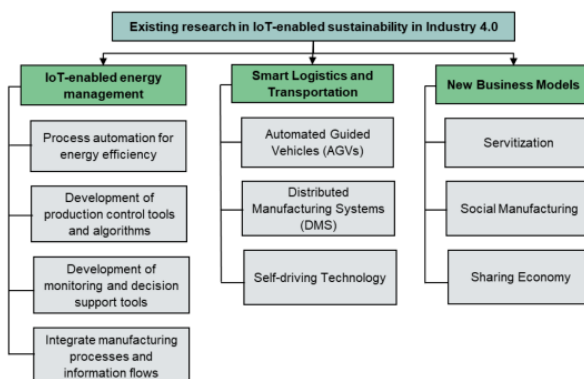 Existing research in IoT-enabled sustainability in Industry 4.0
IoT-enabled energy
management
Process automation for
energy efficiency
Development of
production control tools
and algorithms
Development of
monitoring and decision
support tools
Integrate manufacturing
processes and
information flows
Smart Logistics and
Transportation
Automated Guided
Vehicles (AGVs)
Distributed
Manufacturing Systems
(DMS)
Self-driving Technology
New Business Models
Servitization
Social Manufacturing
Sharing Economy